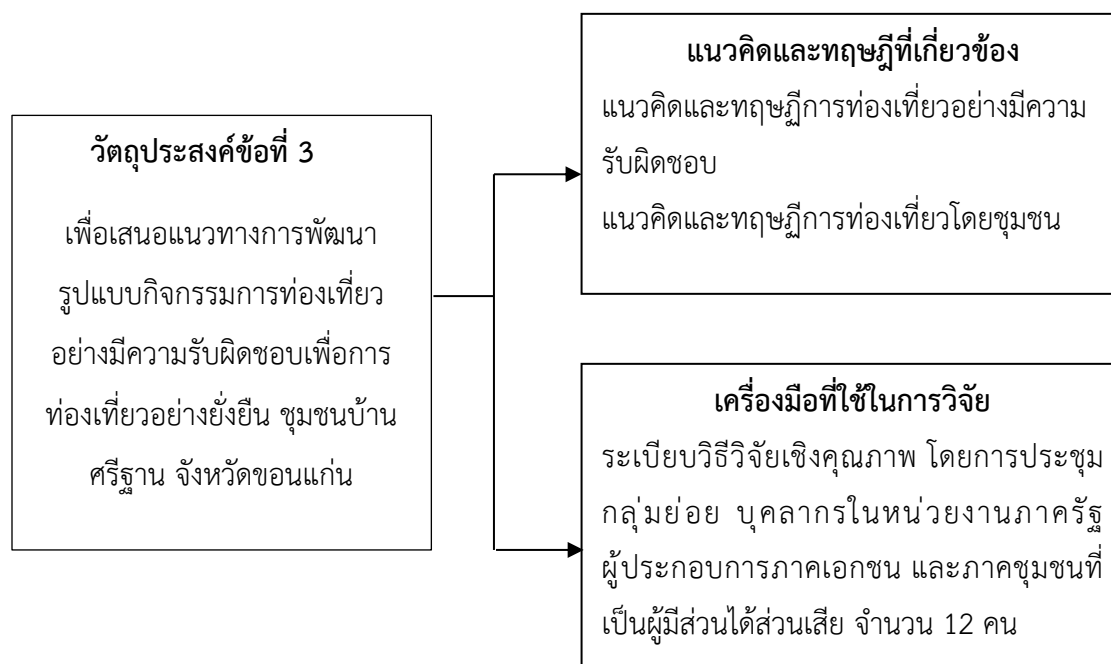 วัตถุประสงค์ข้อที่ 3
เพื่อเสนอแนวทางการพัฒนา
รูปแบบกิจกรรมการท่องเที่ยว
อย่างมีความรับผิดชอบเพื่อการ
ท่องเที่ยวอย่างยั่งยืน ชุมชนบ้าน
ศรีฐาน จังหวัดขอนแก่น
แนวคิดและทฤษฎีที่เกี่ยวข้อง
แนวคิดและทฤษฏีการท่องเที่ยวอย่างมีความ
รับผิดชอบ
แนวคิดและทฤษฏีการท่องเที่ยวโดยชุมชน
เครื่องมือที่ใช้ในการวิจัย
ระเบียบวิธีวิจัยเชิงคุณภาพ โดยการประชุม
กลุ่มย่อย บุคลากรในหน่วยงานภาครัฐ
ผู้ประกอบการภาคเอกชน และภาคชุมชนที่
เป็นผู้มีส่วนได้ส่วนเสีย จำนวน 12 คน